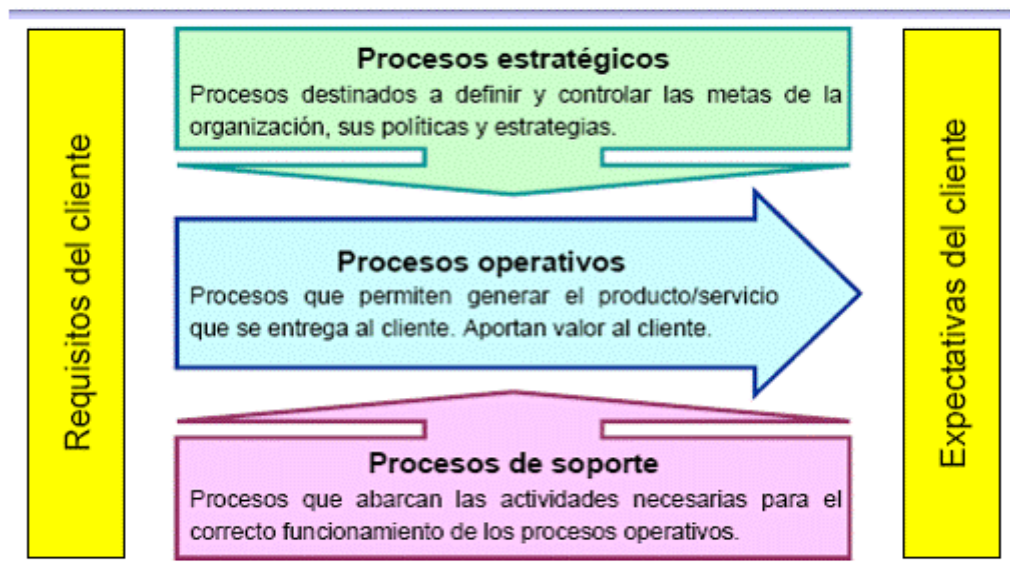 Requisitos del cliente
Procesos estratégicos
Procesos destinados a definir y controlar las metas de la
organización, sus políticas y estrategias.
Procesos operativos
Procesos que permiten generar el producto/servicio
que se entrega al cliente. Aportan valor al cliente.
Procesos de soporte
Procesos que abarcan las actividades necesarias para el
correcto funcionamiento de los procesos operativos.
Expectativas del cliente